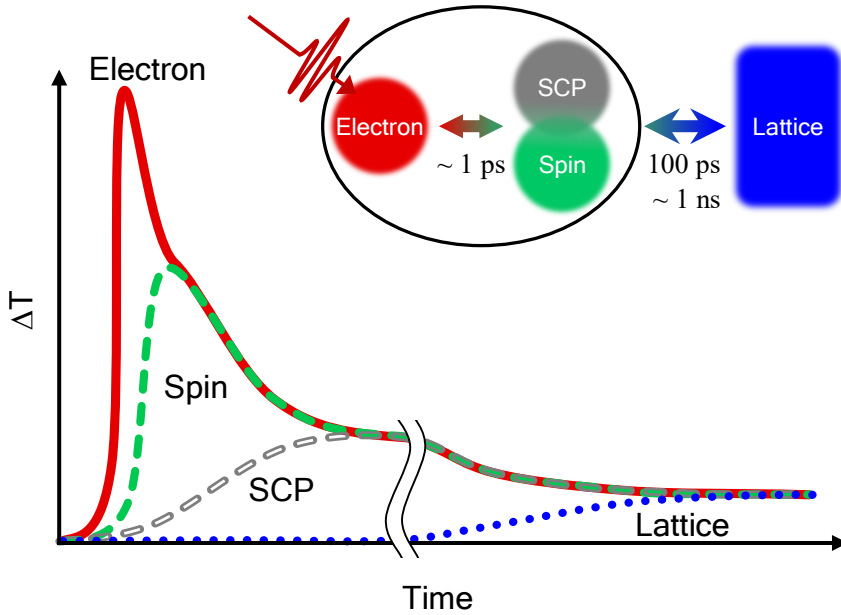 Electron
SCP
Electron
Lattice
Spin
~ 1 ps
100 ps
~ 1 ns
ΔT
Spin
SCP
Lattice
Time